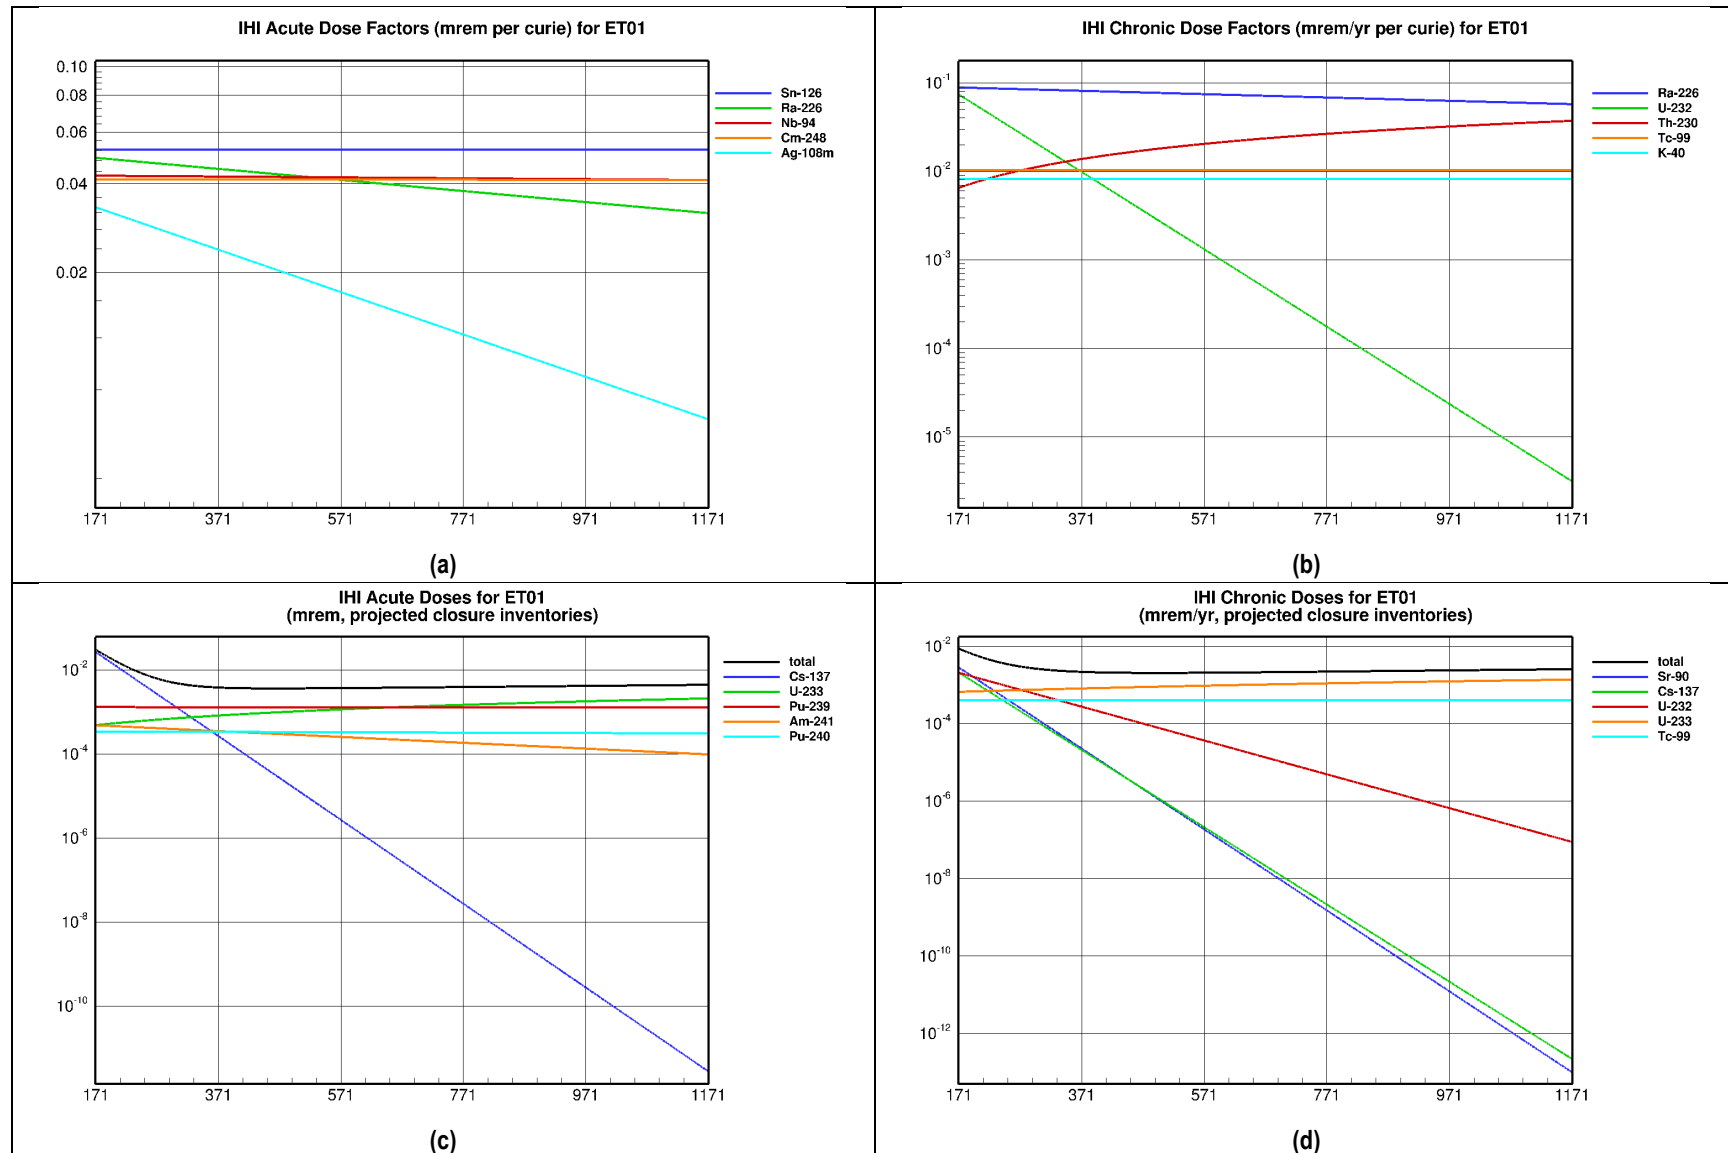 IHI Acute Dose Factors (mrem per curie) for ET01
0.10
0.08
0.06
0.04
0.02
171 371 571 771 971 1171
Sn-126
Ra-226
Nb-94
Cm-248
Ag-108m
(a)
IHI Chronic Dose Factors (mrem/yr per curie) for ET01
10^-1
10^-2
10^-3
10^-4
10^-5
171 371 571 771 971 1171
Ra-226
U-232
Th-230
Tc-99
K-40
(b)
IHI Acute Doses for ET01
(mrem, projected closure inventories)
10^-2
10^-4
10^-6
10^-8
10^-10
171 371 571 771 971 1171
total
Cs-137
U-233
Pu-239
Am-241
Pu-240
(c)
IHI Chronic Doses for ET01
(mrem/yr, projected closure inventories)
10^-2
10^-4
10^-6
10^-8
10^-10
10^-12
171 371 571 771 971 1171
total
Sr-90
Cs-137
U-232
U-233
Tc-99
(d)